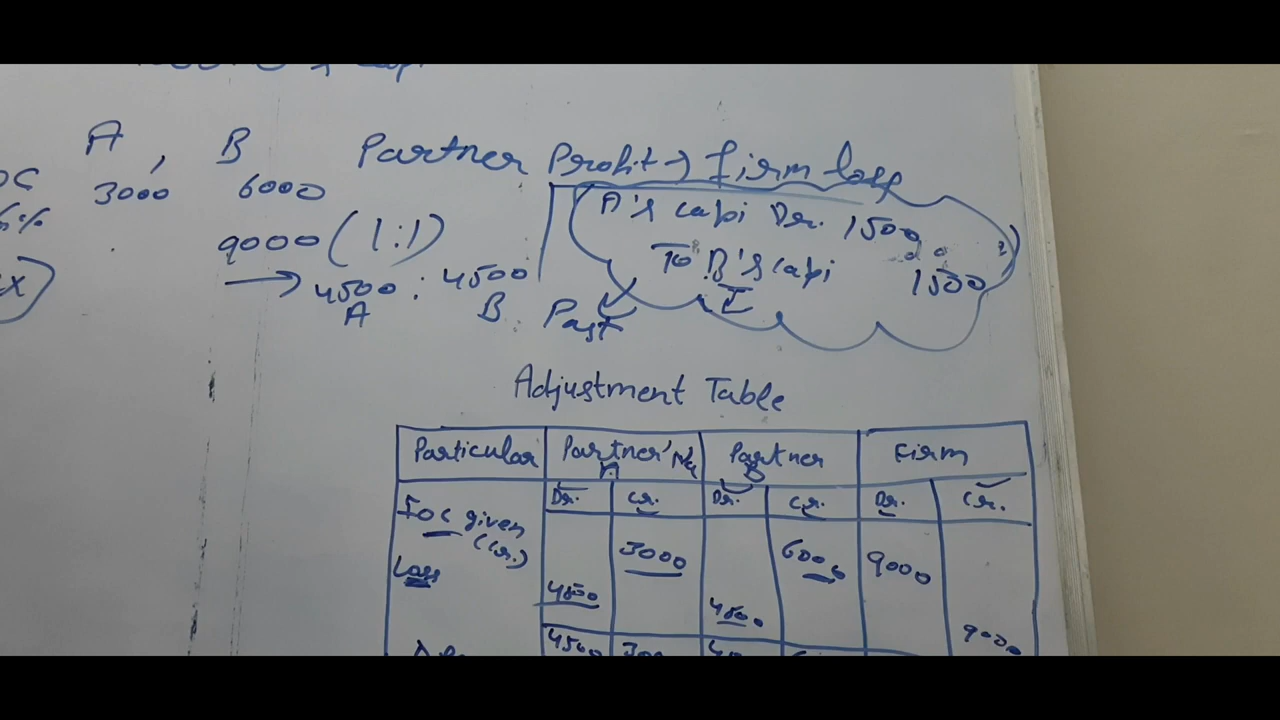 A , B Partner Profit → firm loss
3000 6000
9000 (1:1)
→ 4500 : 4500
A B
A's capi Dr. 1500
To B's capi 1500
Past
Adjustment Table
Particular Partner's Partner Firm
A B
Dr. Cr. Dr. Cr. Dr. Cr.
IOC given (Cr.) 3000 6000 9000
Loss 4500 4500 9000
4500 300